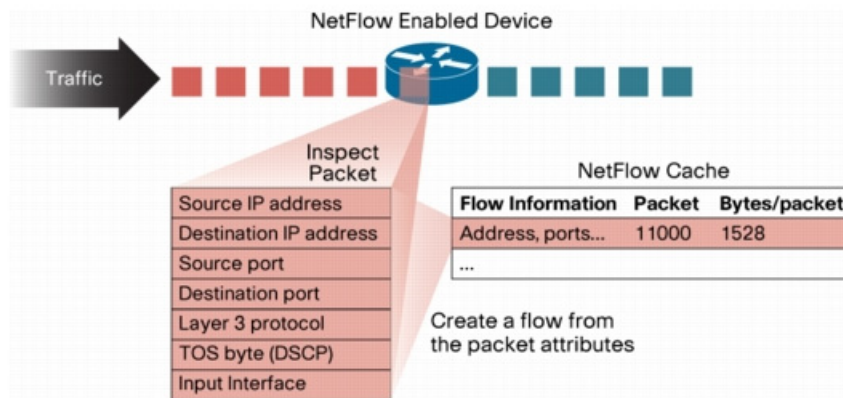 NetFlow Enabled Device
Traffic
Inspect
Packet
Source IP address
Destination IP address
Source port
Destination port
Layer 3 protocol
TOS byte (DSCP)
Input Interface
NetFlow Cache
Flow Information Packet Bytes/packet
Address, ports... 11000 1528
...
Create a flow from
the packet attributes